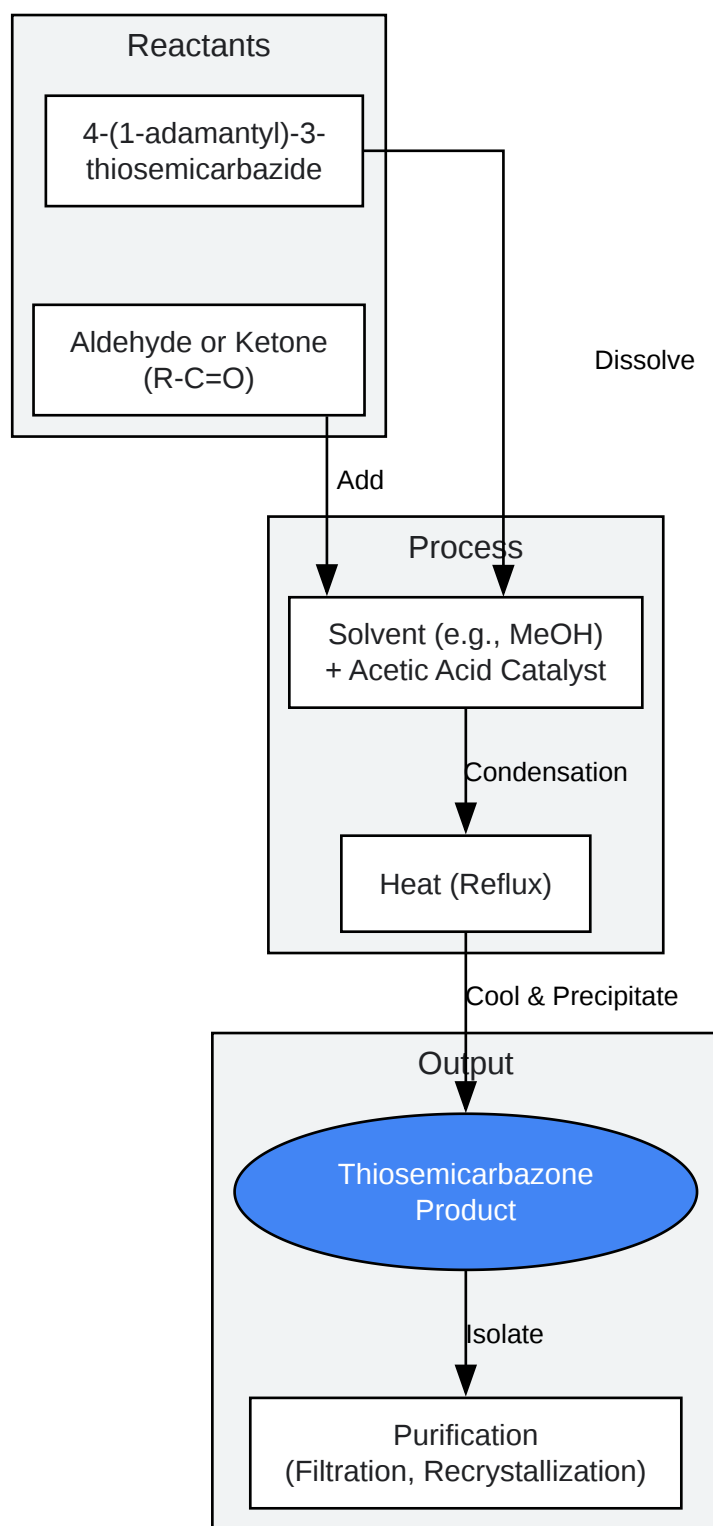 Reactants
4-(1-adamantyl)-3-
thiosemicarbazide
Aldehyde or Ketone
(R-C=O)
Dissolve
Add
Process
Solvent (e.g., MeOH)
+ Acetic Acid Catalyst
Condensation
Heat (Reflux)
Cool & Precipitate
Output
Thiosemicarbazone
Product
Isolate
Purification
(Filtration, Recrystallization)